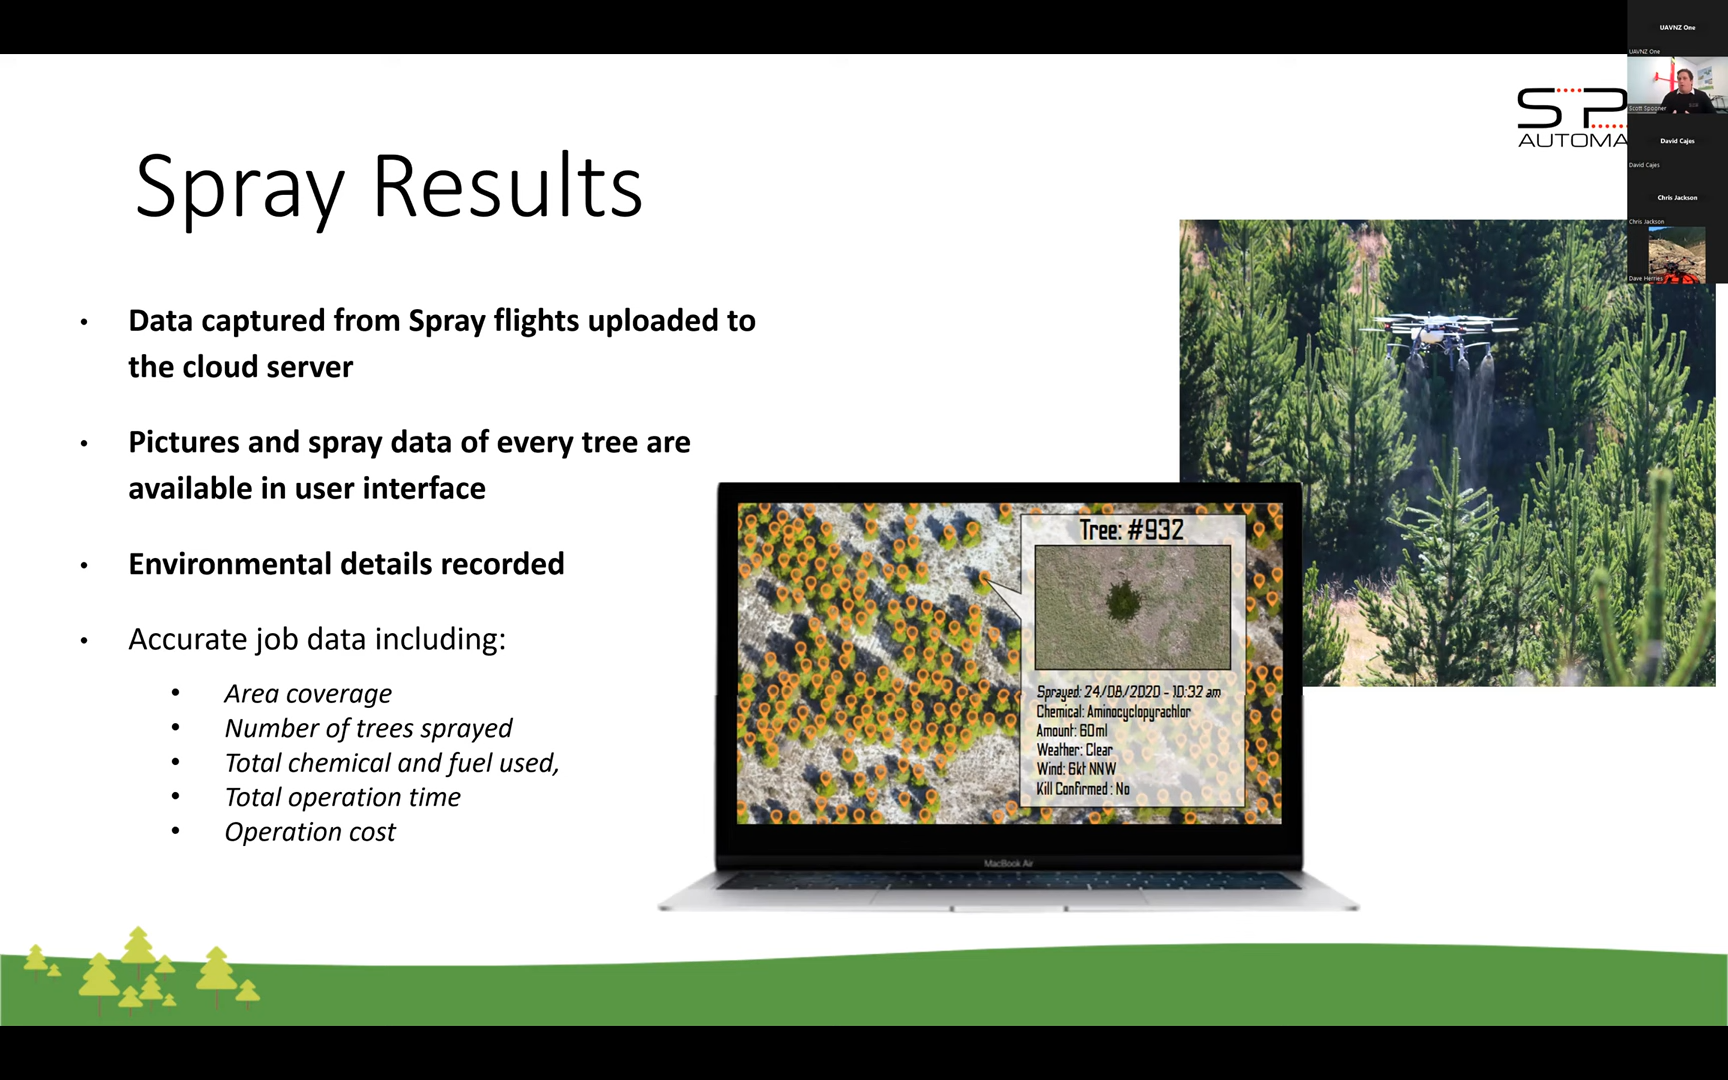 UAVNZ One
UAVNZ One
Scott Spooner
David Cajes
David Cajes
Chris Jackson
Chris Jackson
Dave Herries
SP
AUTOMA
Spray Results
• Data captured from Spray flights uploaded to
the cloud server
• Pictures and spray data of every tree are
available in user interface
• Environmental details recorded
• Accurate job data including:
• Area coverage
• Number of trees sprayed
• Total chemical and fuel used,
• Total operation time
• Operation cost
Tree: #932
Sprayed: 24/08/2020 - 10:32 am
Chemical: Aminocyclopyrachlor
Amount: 60ml
Weather: Clear
Wind: 6kt NNW
Kill Confirmed : No
MacBook Air